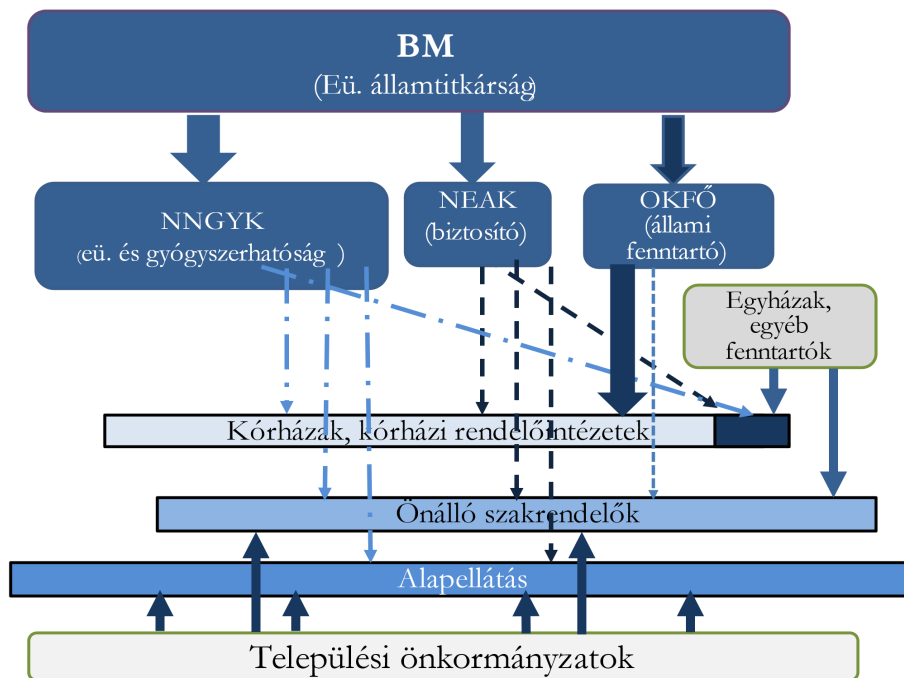 BM
(Eü. államtitkárság)
NNGYK
(eü. és gyógyszerhatóság )
NEAK
(biztosító)
OKFŐ
(állami
fenntartó)
Egyházak,
egyéb
fenntartók
Kórházak, kórházi rendelőintézetek
Önálló szakrendelők
Alapellátás
Települési önkormányzatok